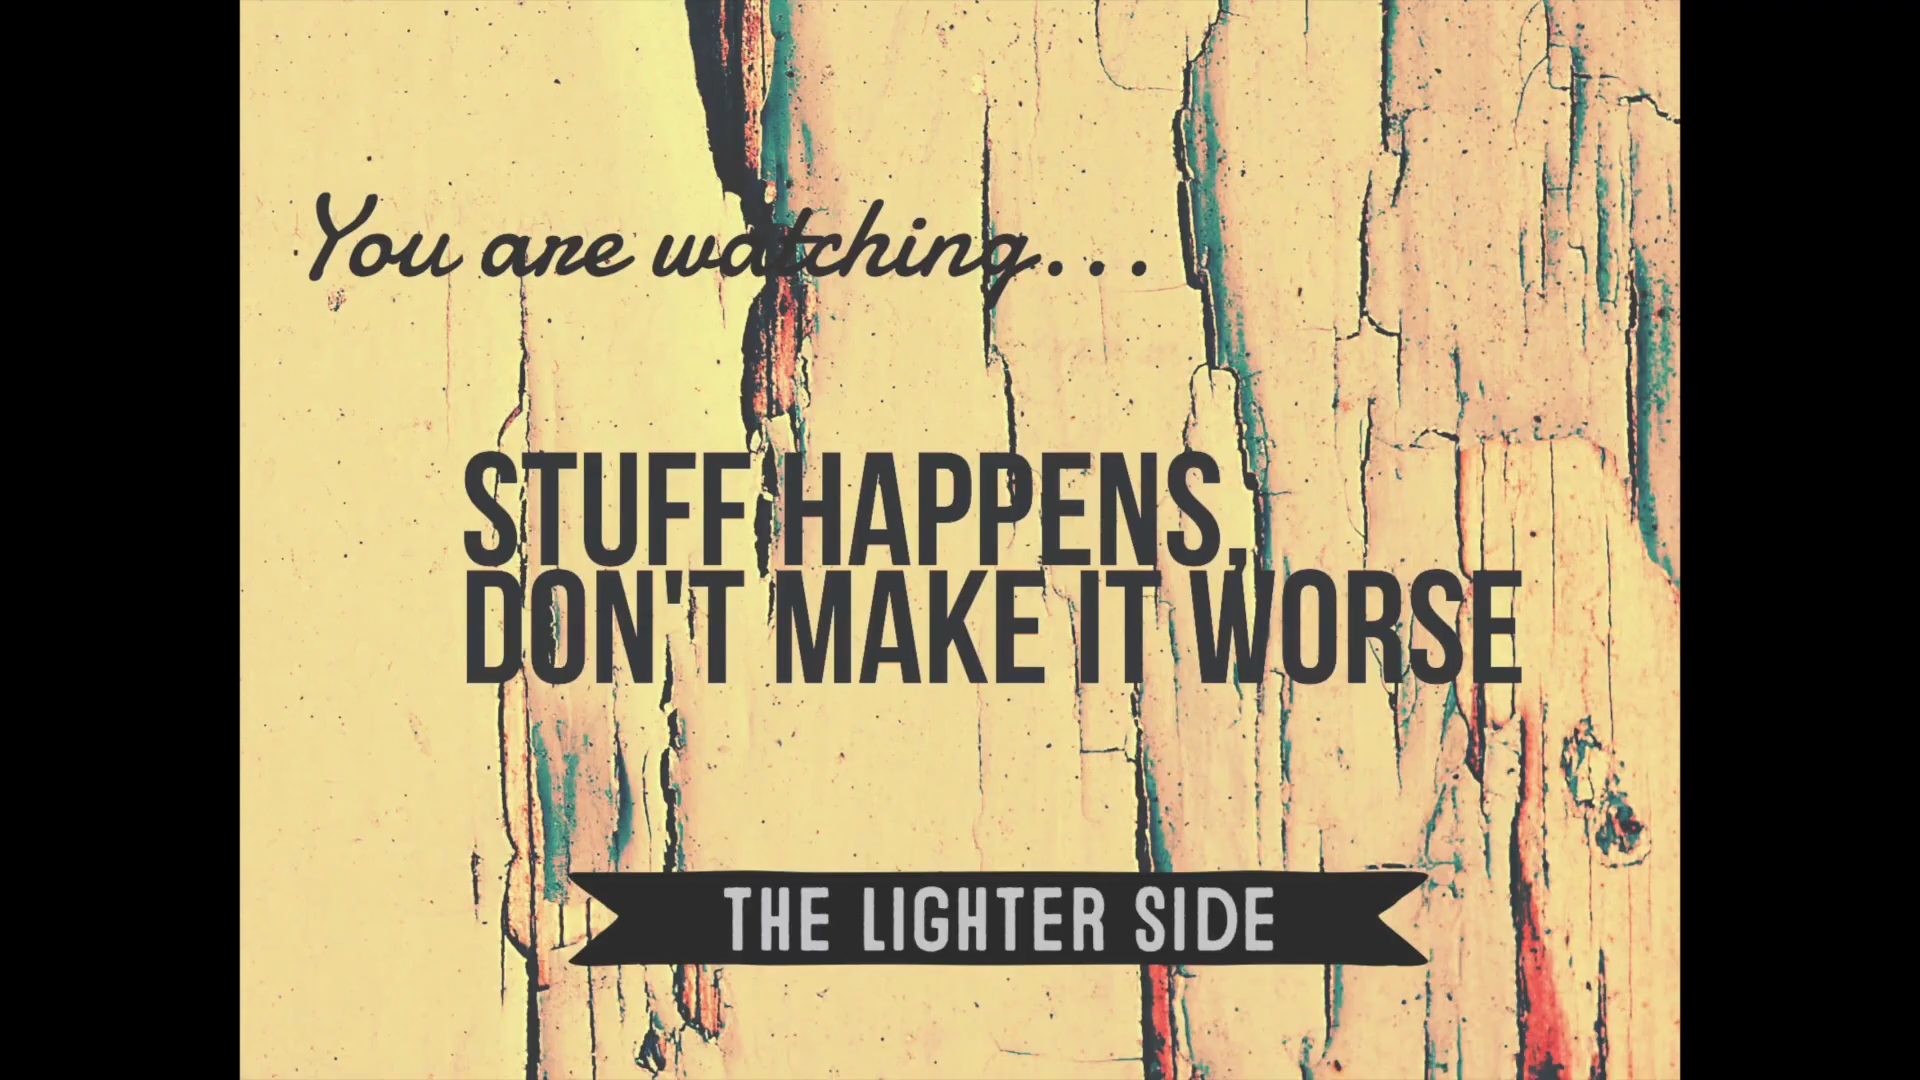 You are watching...
STUFF HAPPENS,
DON'T MAKE IT WORSE
THE LIGHTER SIDE